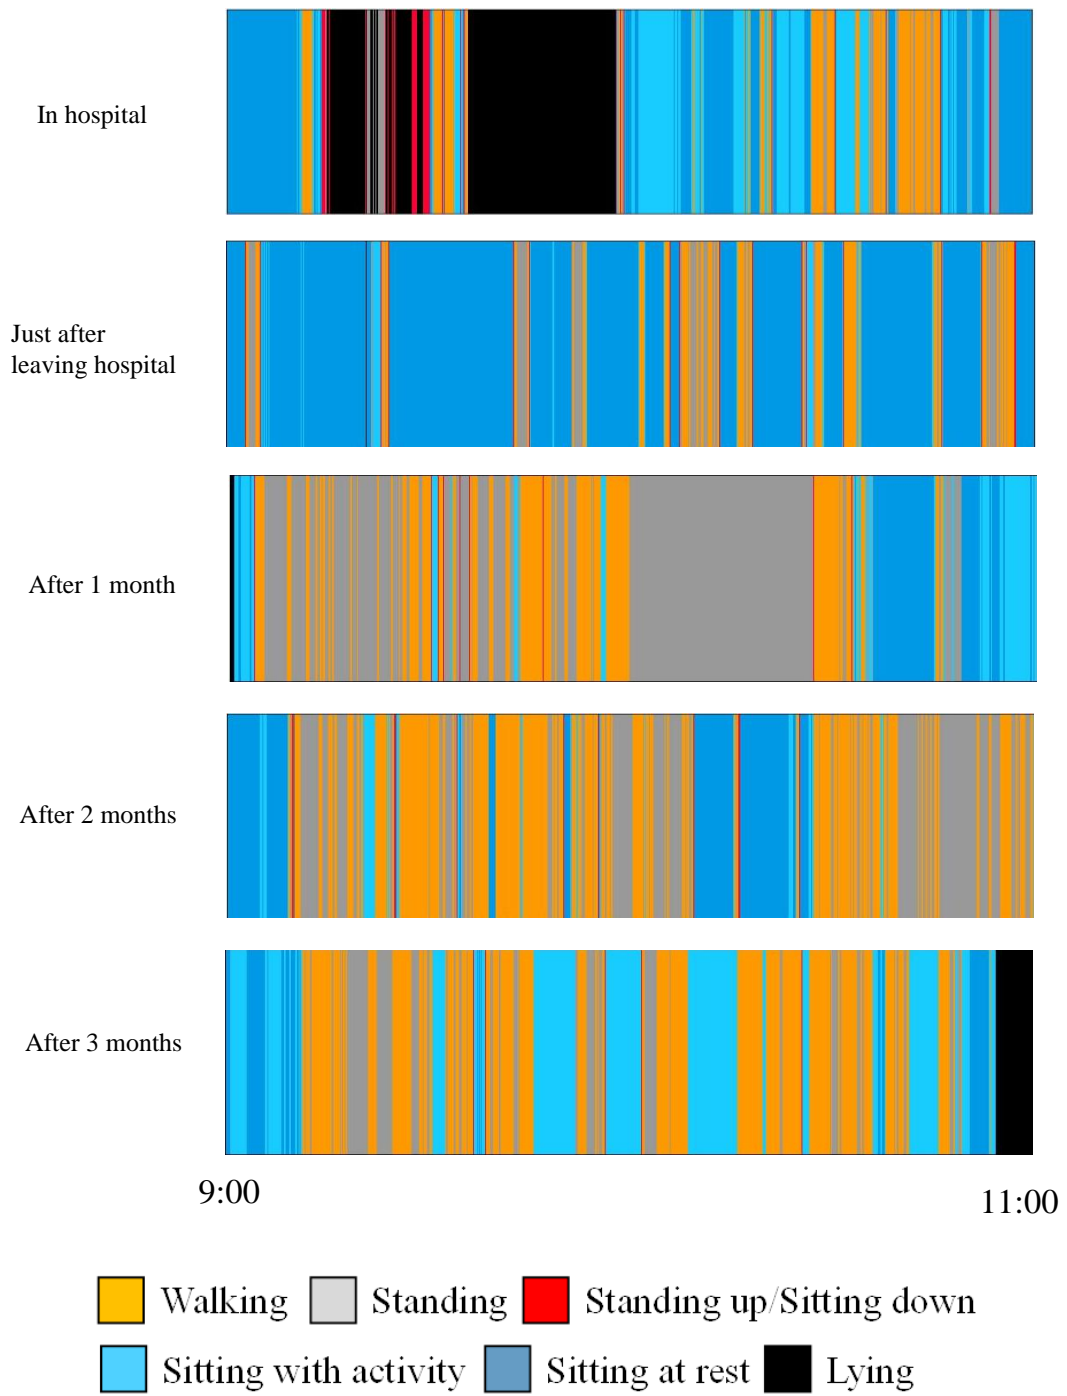 In hospital
Just after
leaving hospital
After 1 month
After 2 months
After 3 months
9:00
11:00
Walking Standing Standing up/Sitting down
Sitting with activity Sitting at rest Lying